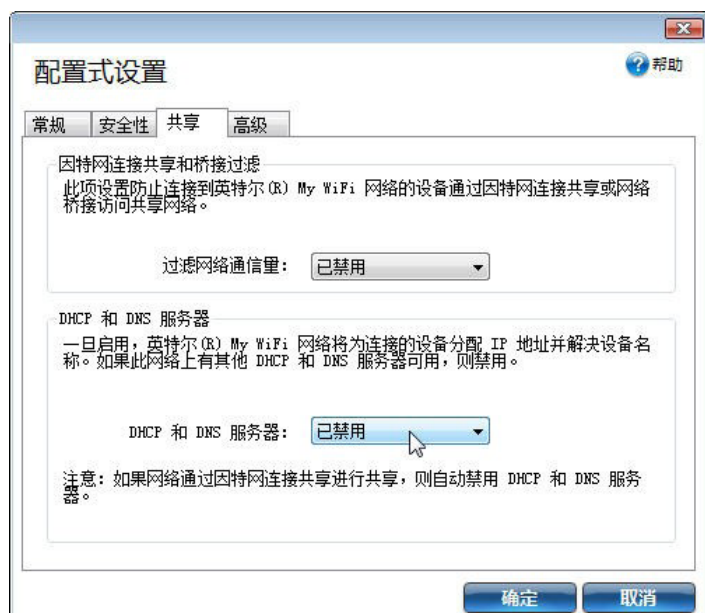 配置式设置
帮助
常规 安全性 共享 高级
因特网连接共享和桥接过滤
此项设置防止连接到英特尔(R) My WiFi 网络的设备通过因特网连接共享或网络
桥接访问共享网络。
过滤网络通信量: 已禁用
DHCP 和 DNS 服务器
一旦启用,英特尔(R) My WiFi 网络将为连接的设备分配 IP 地址并解决设备名
称。如果此网络上有其他 DHCP 和 DNS 服务器可用,则禁用。
DHCP 和 DNS 服务器: 已禁用
注意:如果网络通过因特网连接共享进行共享,则自动禁用 DHCP 和 DNS 服务
器。
确定 取消